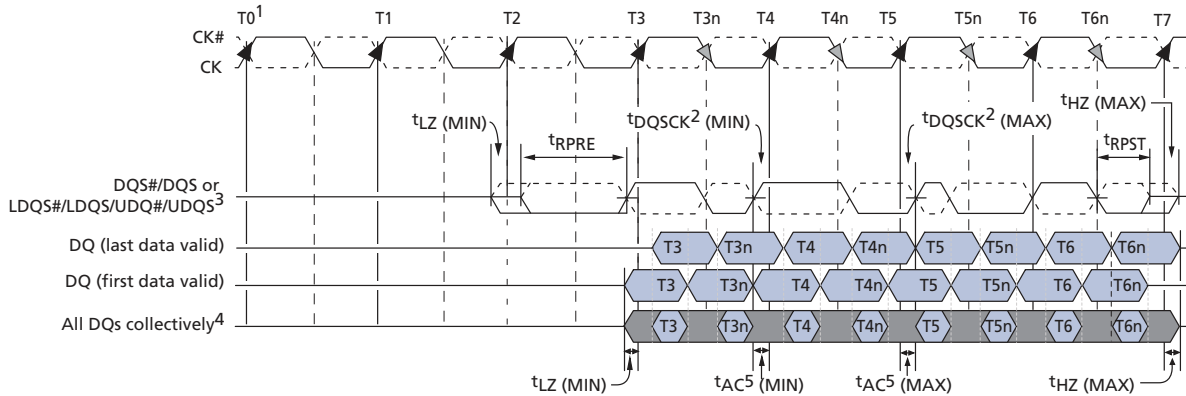 T0¹ T1 T2 T3 T3n T4 T4n T5 T5n T6 T6n T7
CK#
CK
tLZ (MIN) tDQSCK² (MIN) tDQSCK² (MAX) tHZ (MAX)
tRPRE tRPST
DQS#/DQS or
LDQS#/LDQS/UDQ#/UDQS³
DQ (last data valid) T3 T3n T4 T4n T5 T5n T6 T6n
DQ (first data valid) T3 T3n T4 T4n T5 T5n T6 T6n
All DQs collectively⁴ T3 T3n T4 T4n T5 T5n T6 T6n
tLZ (MIN) tAC⁵ (MIN) tAC⁵ (MAX) tHZ (MAX)